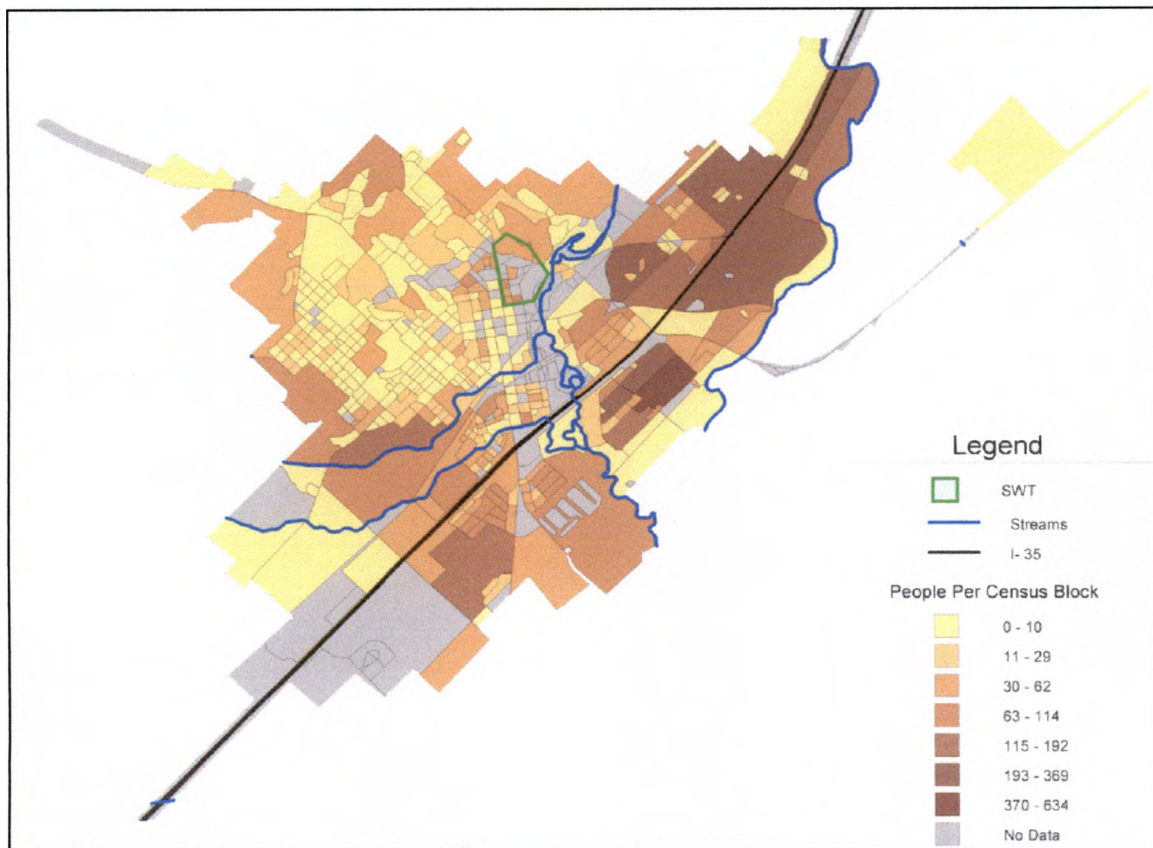 Legend
SWT
Streams
I- 35
People Per Census Block
0 - 10
11 - 29
30 - 62
63 - 114
115 - 192
193 - 369
370 - 634
No Data